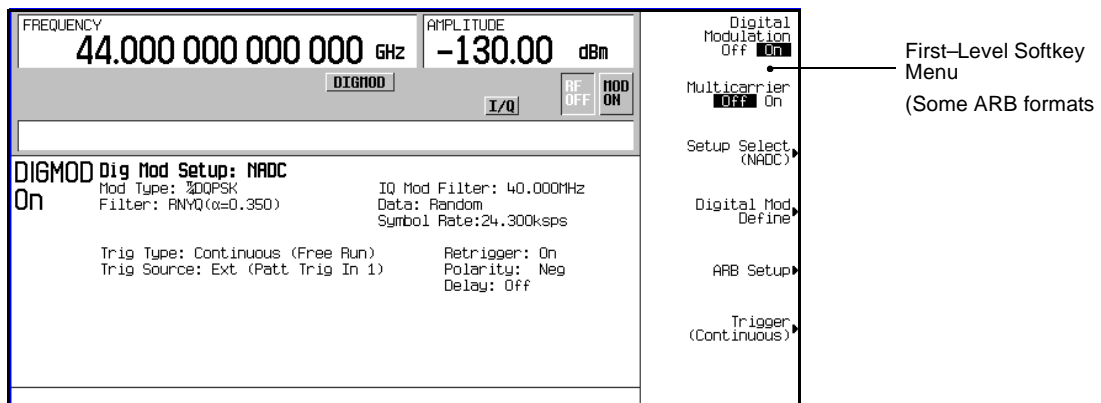 FREQUENCY
44.000 000 000 000 GHz
AMPLITUDE
-130.00 dBm
DIGMOD
I/Q
RF OFF
MOD ON
DIGMOD On
Dig Mod Setup: NADC
Mod Type: π/4DQPSK
Filter: RNYQ(α=0.350)
IQ Mod Filter: 40.000MHz
Data: Random
Symbol Rate:24.300ksps
Trig Type: Continuous (Free Run)
Trig Source: Ext (Patt Trig In 1)
Retrigger: On
Polarity: Neg
Delay: Off
Digital
Modulation
Off On
Multicarrier
Off On
Setup Select
(NADC)
Digital Mod
Define
ARB Setup
Trigger
(Continuous)
First–Level Softkey
Menu
(Some ARB formats